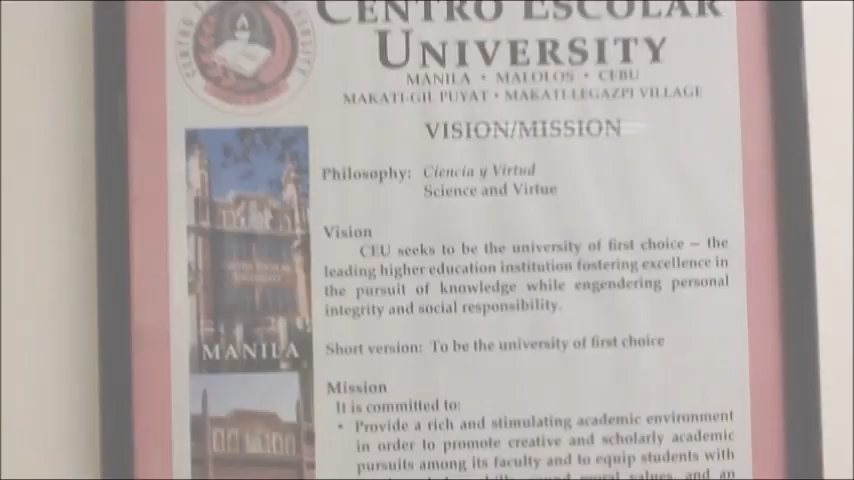 CENTRO ESCOLAR
UNIVERSITY
MANILA • MALOLOS • CEBU
MAKATI-GIL PUYAT • MAKATI-LEGAZPI VILLAGE
VISION/MISSION
Philosophy: Ciencia y Virtud
Science and Virtue
Vision
CEU seeks to be the university of first choice – the
leading higher education institution fostering excellence in
the pursuit of knowledge while engendering personal
integrity and social responsibility.
MANILA
Short version: To be the university of first choice
Mission
It is committed to:
• Provide a rich and stimulating academic environment
in order to promote creative and scholarly academic
pursuits among its faculty and to equip students with
moral values, and an